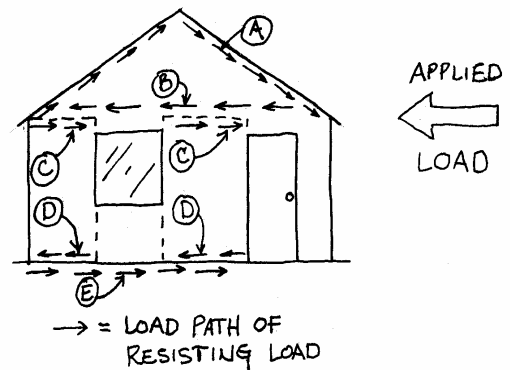 A
B
APPLIED
LOAD
C
C
D
D
E
→ = LOAD PATH OF
RESISTING LOAD